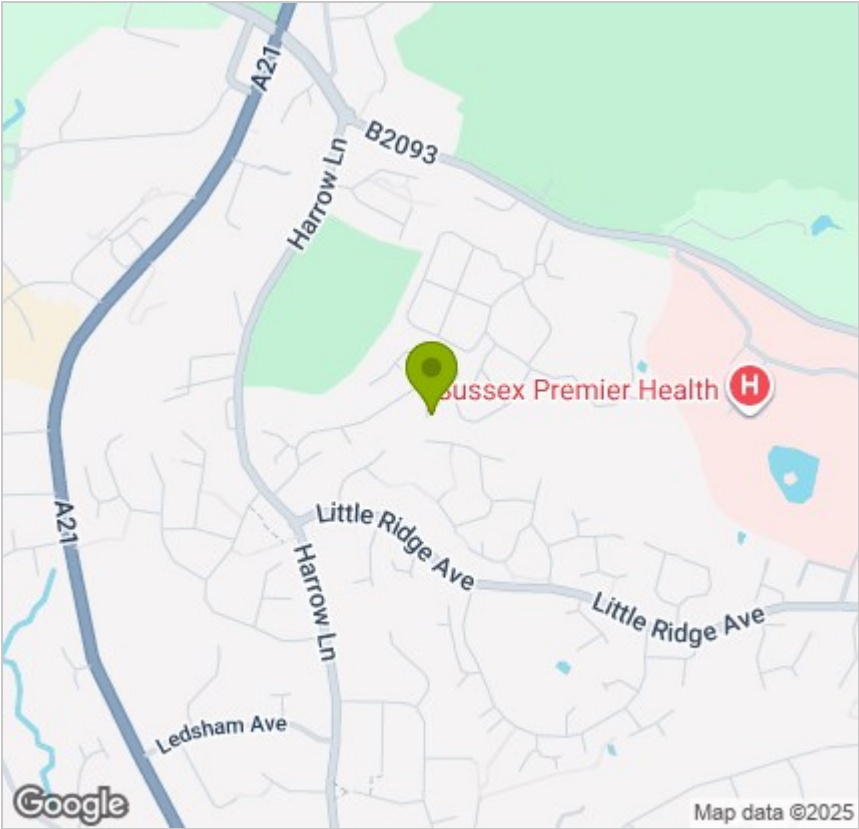 A21
B2093
Harrow Ln
Sussex Premier Health
H
A21
Little Ridge Ave
Harrow Ln
Little Ridge Ave
Ledsham Ave
Google
Map data ©2025